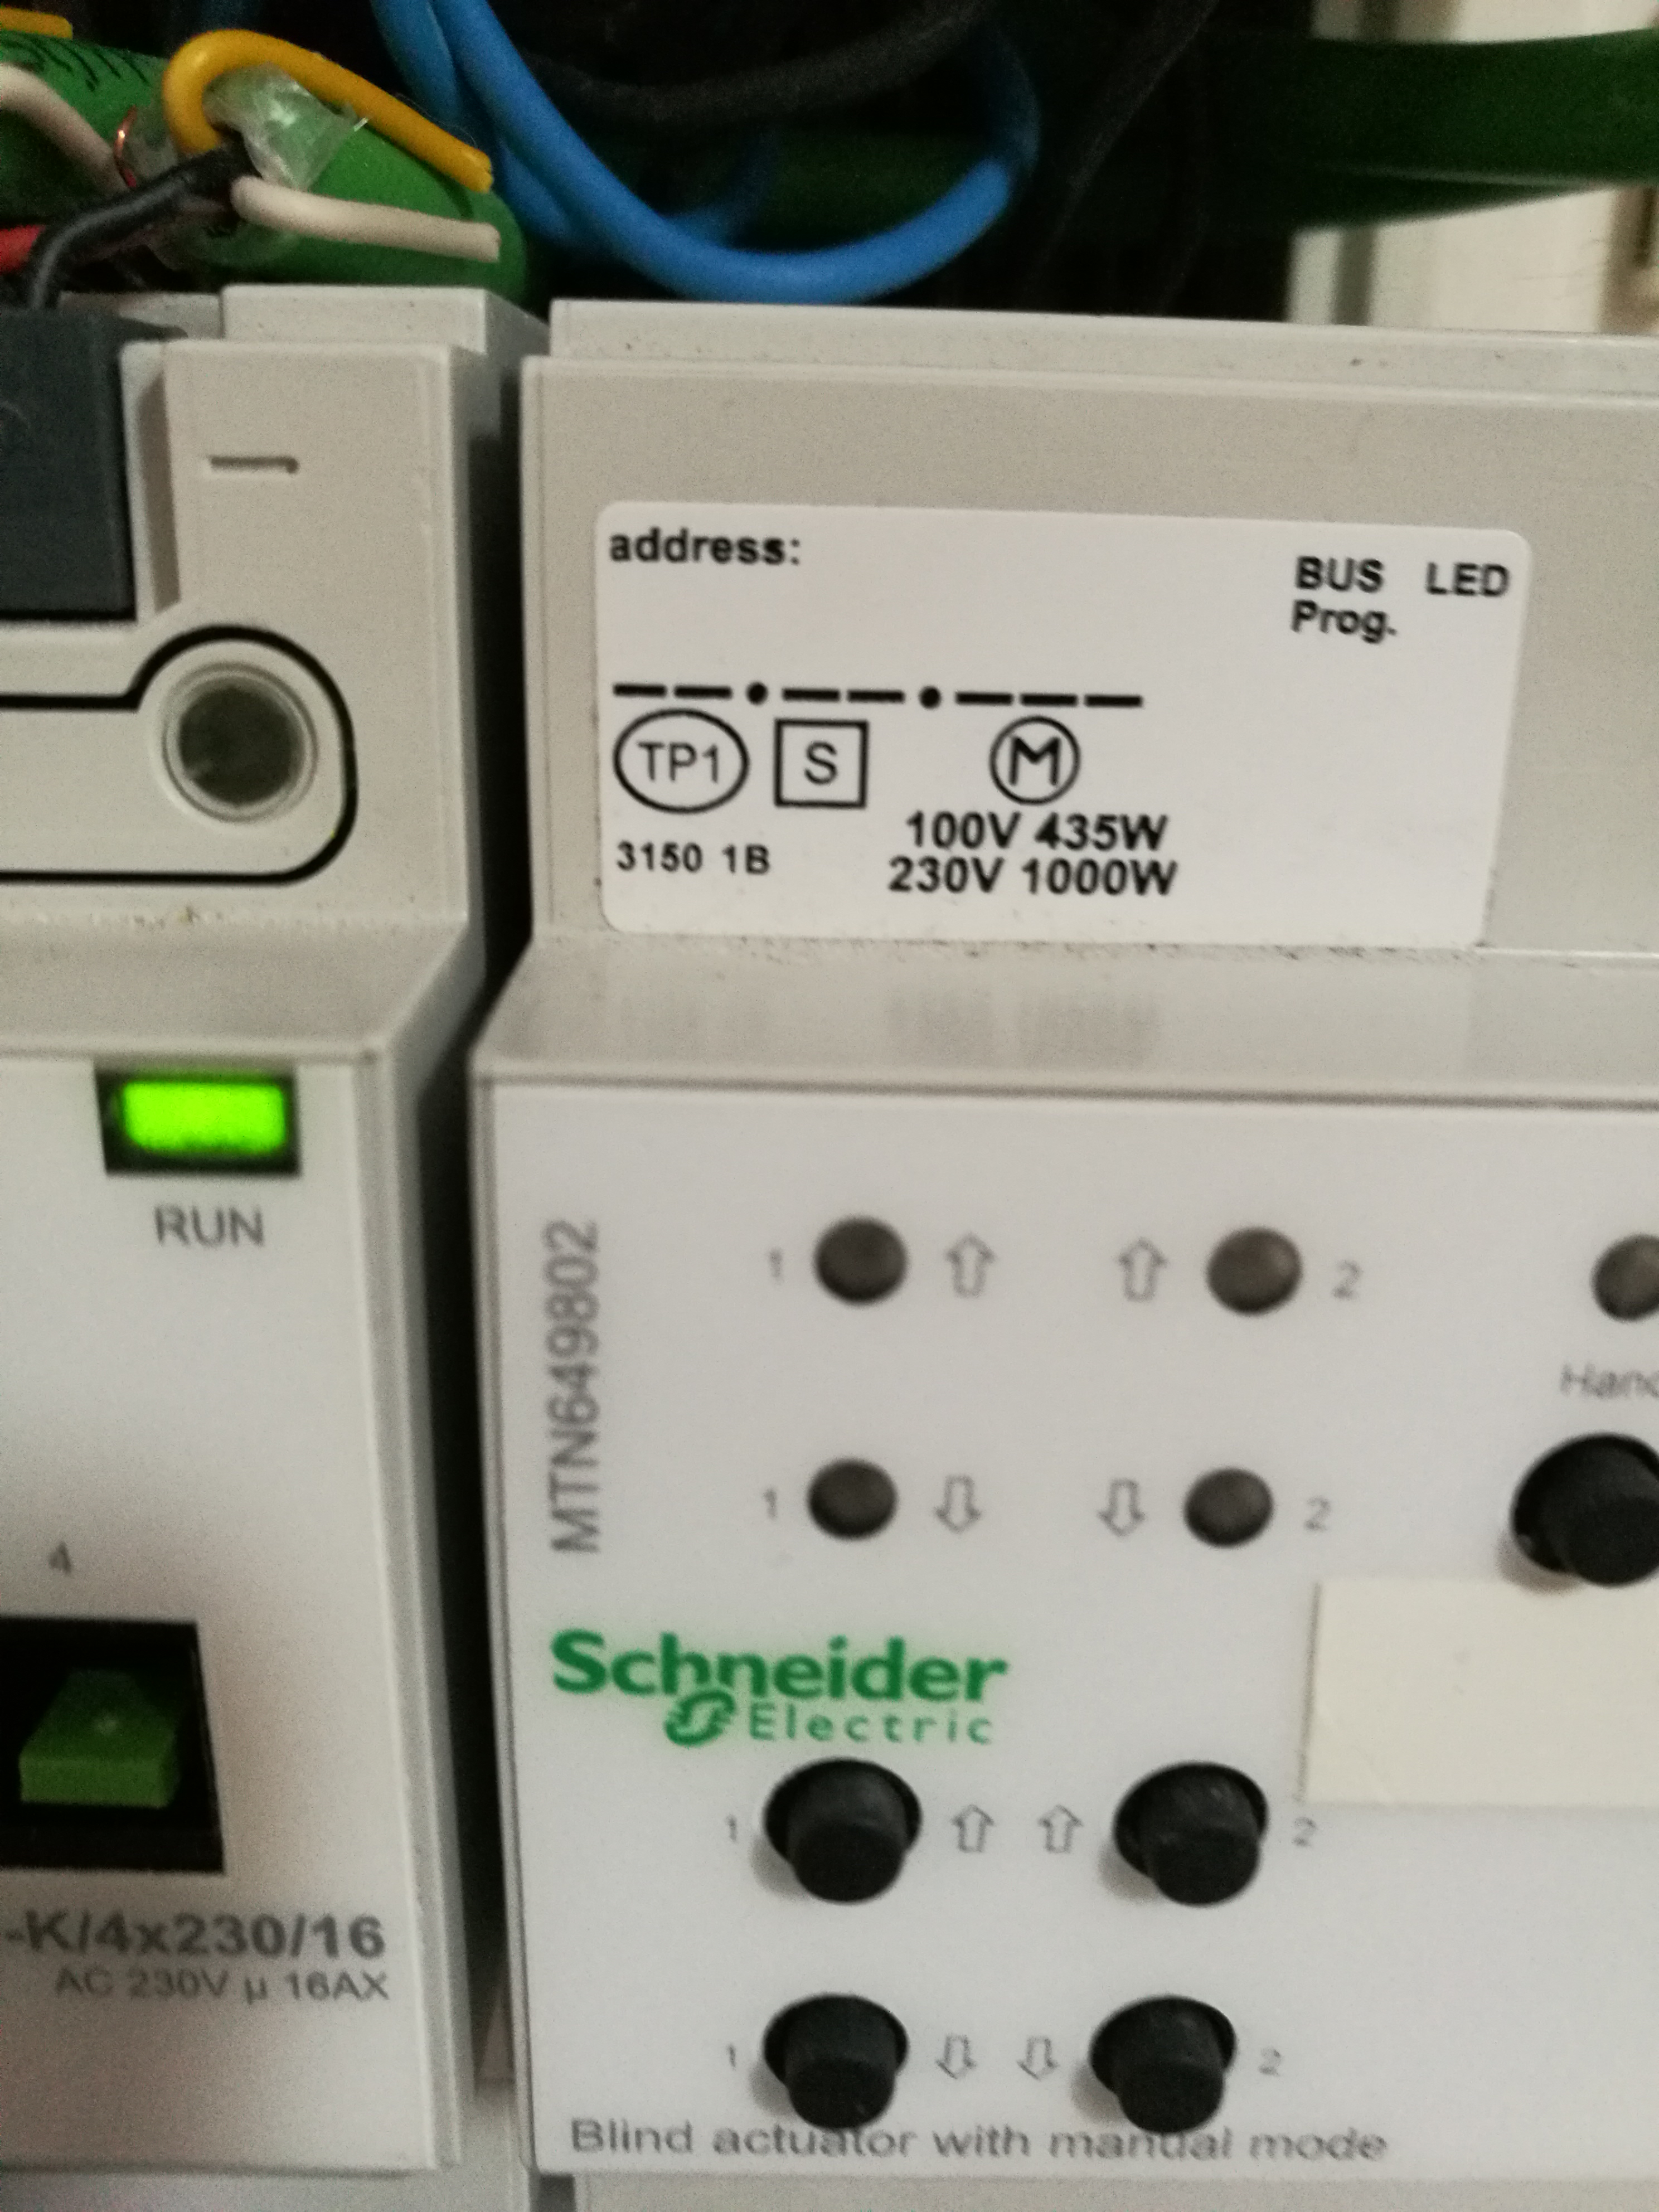 address:
BUS LED
Prog.
TP1 S M
100V 435W
3150 1B
230V 1000W
RUN
MTN649802
1 2
1 2
4
Schneider
Electric
1 2
-K/4x230/16
AC 230V µ 16AX
1 2
Blind actuator with manual mode